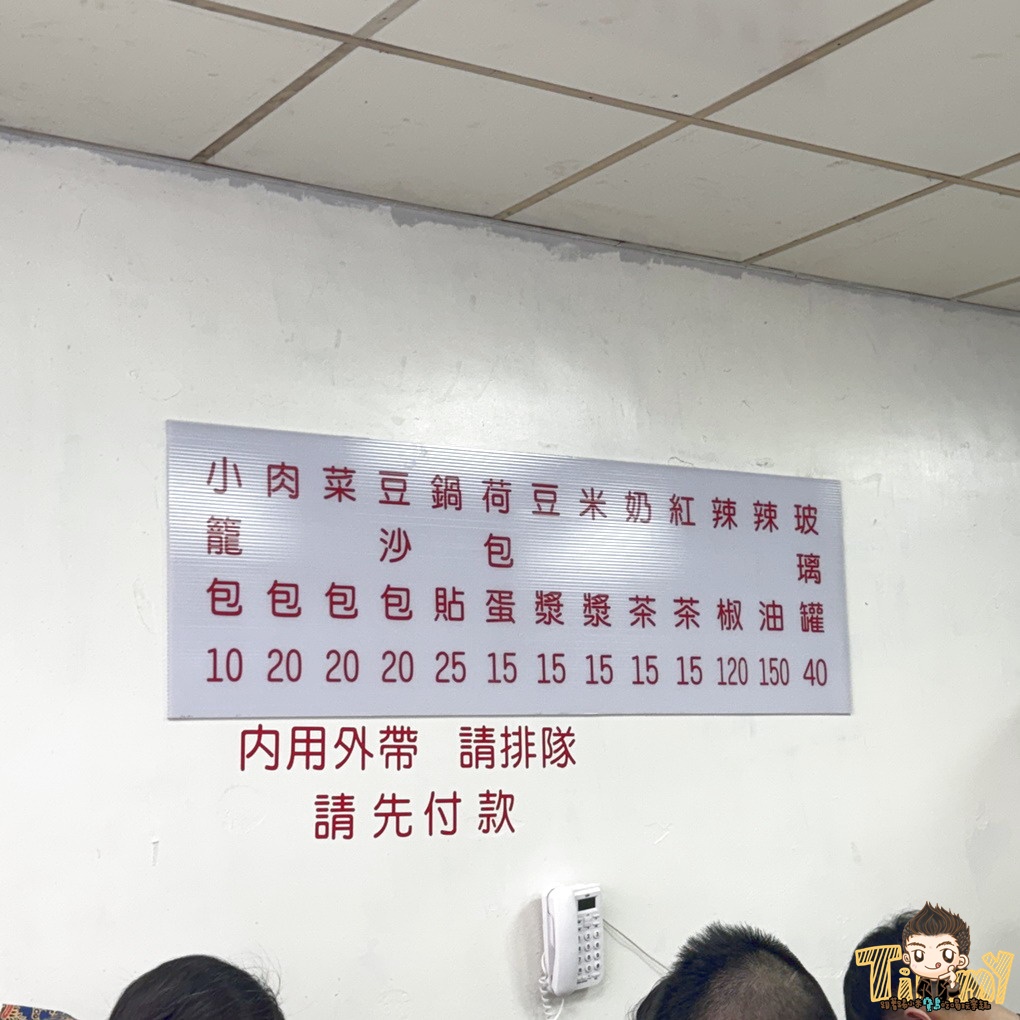 小籠包 10
肉包 20
菜包 20
豆沙包 20
鍋貼 25
荷包蛋 15
豆漿 15
米漿 15
奶茶 15
紅茶 15
辣椒 120
辣油 150
玻璃罐 40
内用外帶 請排隊
請先付款
Timmy